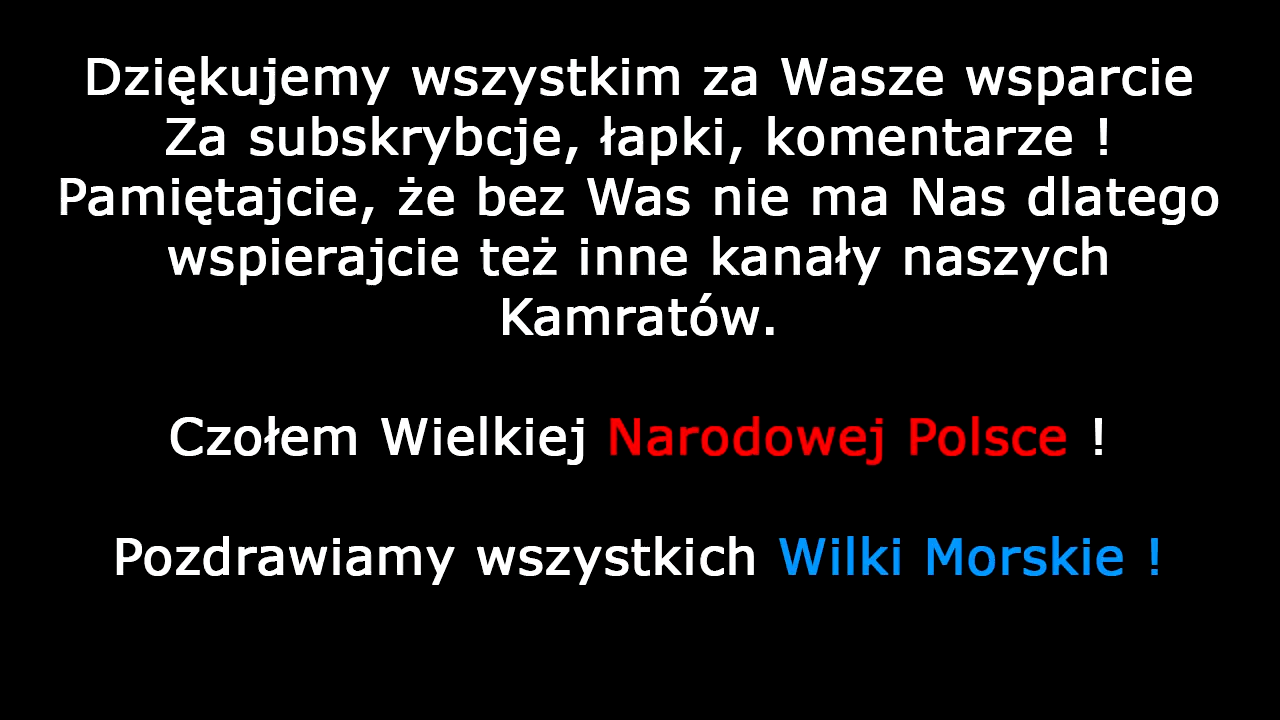 Dziękujemy wszystkim za Wasze wsparcie
Za subskrybcje, łapki, komentarze !
Pamiętajcie, że bez Was nie ma Nas dlatego
wspierajcie też inne kanały naszych
Kamratów.
Czołem Wielkiej Narodowej Polsce !
Pozdrawiamy wszystkich Wilki Morskie !